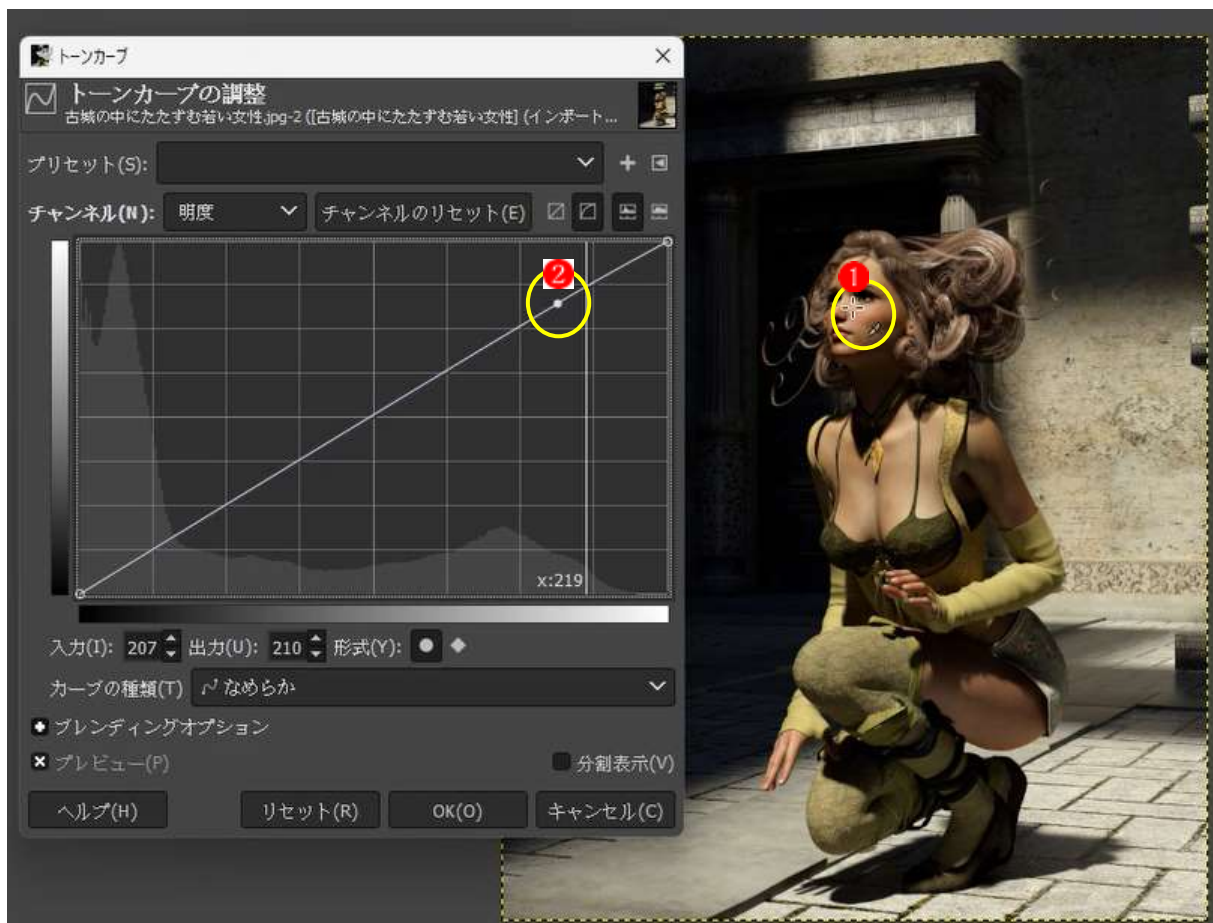 トーンカーブ
トーンカーブの調整
古城の中にたたずむ若い女性.jpg-2 ([古城の中にたたずむ若い女性] (インポート...
プリセット(S):
チャンネル(N): 明度 チャンネルのリセット(E)
2
1
x:219
入力(I): 207 出力(U): 210 形式(Y):
カーブの種類(T) なめらか
ブレンディングオプション
プレビュー(P) 分割表示(V)
ヘルプ(H) リセット(R) OK(O) キャンセル(C)